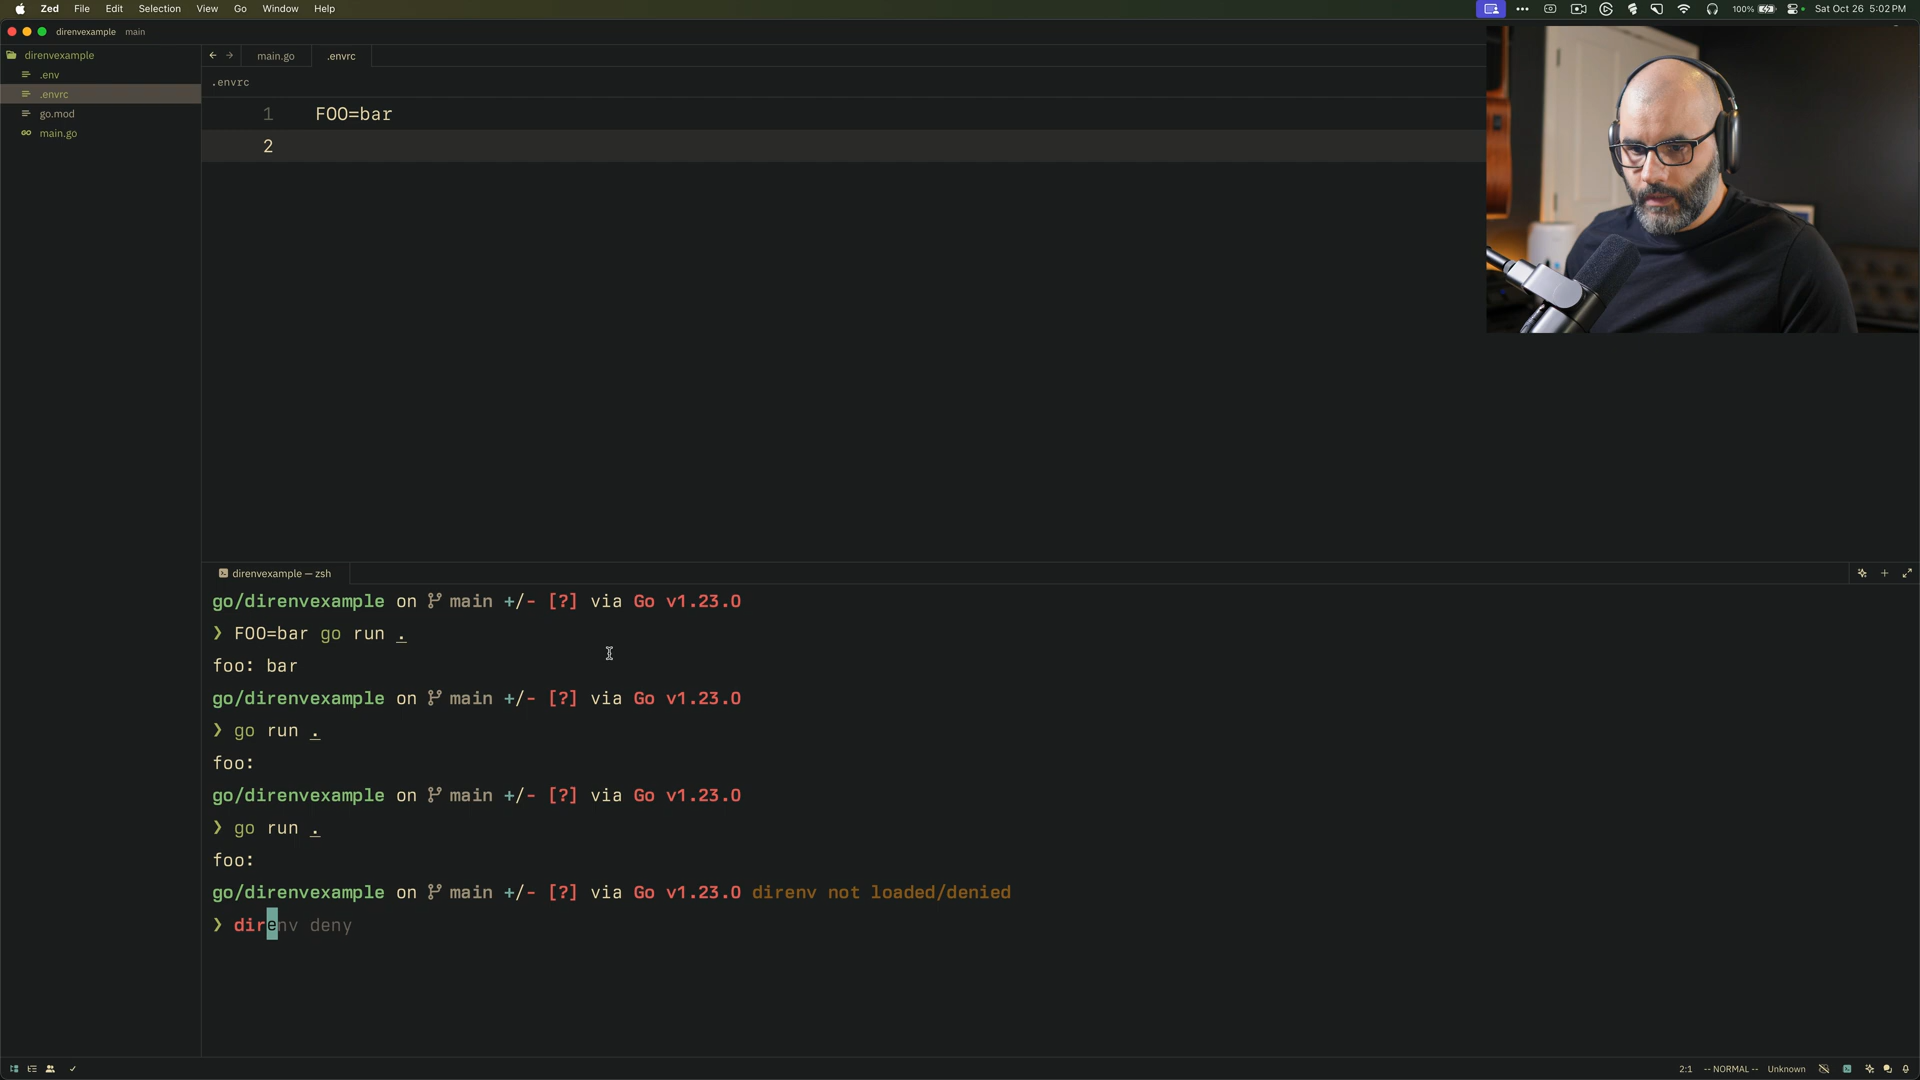 Zed File Edit Selection View Go Window Help
100% Sat Oct 26 5:02 PM
direnvexample main
direnvexample
.env
.envrc
go.mod
main.go
main.go .envrc
.envrc
1 FOO=bar
2
direnvexample — zsh
go/direnvexample on main +/- [?] via Go v1.23.0
❯ FOO=bar go run .
foo: bar
go/direnvexample on main +/- [?] via Go v1.23.0
❯ go run .
foo:
go/direnvexample on main +/- [?] via Go v1.23.0
❯ go run .
foo:
go/direnvexample on main +/- [?] via Go v1.23.0 direnv not loaded/denied
❯ direnv deny
2:1 -- NORMAL -- Unknown